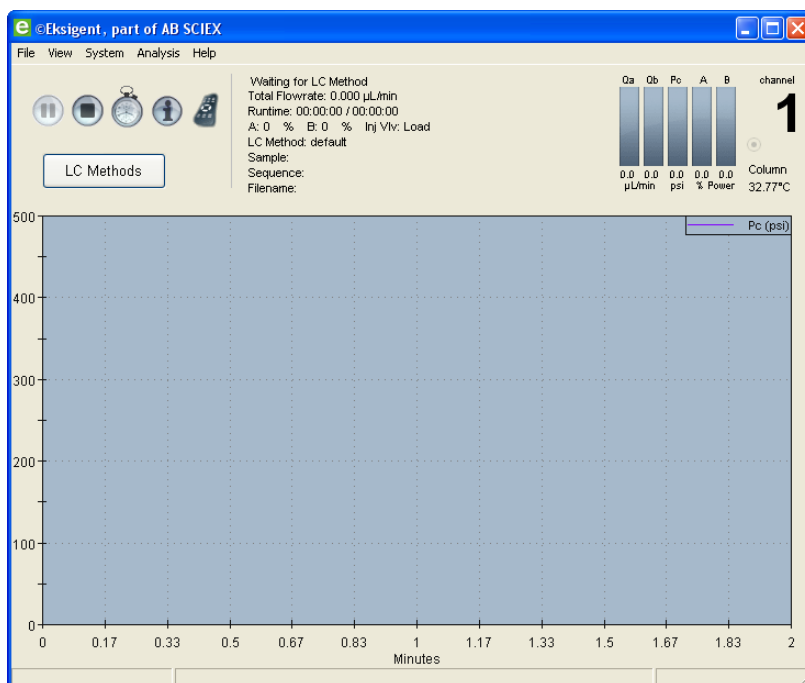 e ©Eksigent, part of AB SCIEX
File View System Analysis Help
Waiting for LC Method
Total Flowrate: 0.000 µL/min
Runtime: 00:00:00 / 00:00:00
A: 0 % B: 0 % Inj Vlv: Load
LC Method: default
Sample:
Sequence:
Filename:
LC Methods
Qa Qb Pc A B
0.0 0.0 0.0 0.0 0.0
µL/min psi % Power
channel
1
Column
32.77°C
Pc (psi)
500
400
300
200
100
0
0 0.17 0.33 0.5 0.67 0.83 1 1.17 1.33 1.5 1.67 1.83 2
Minutes